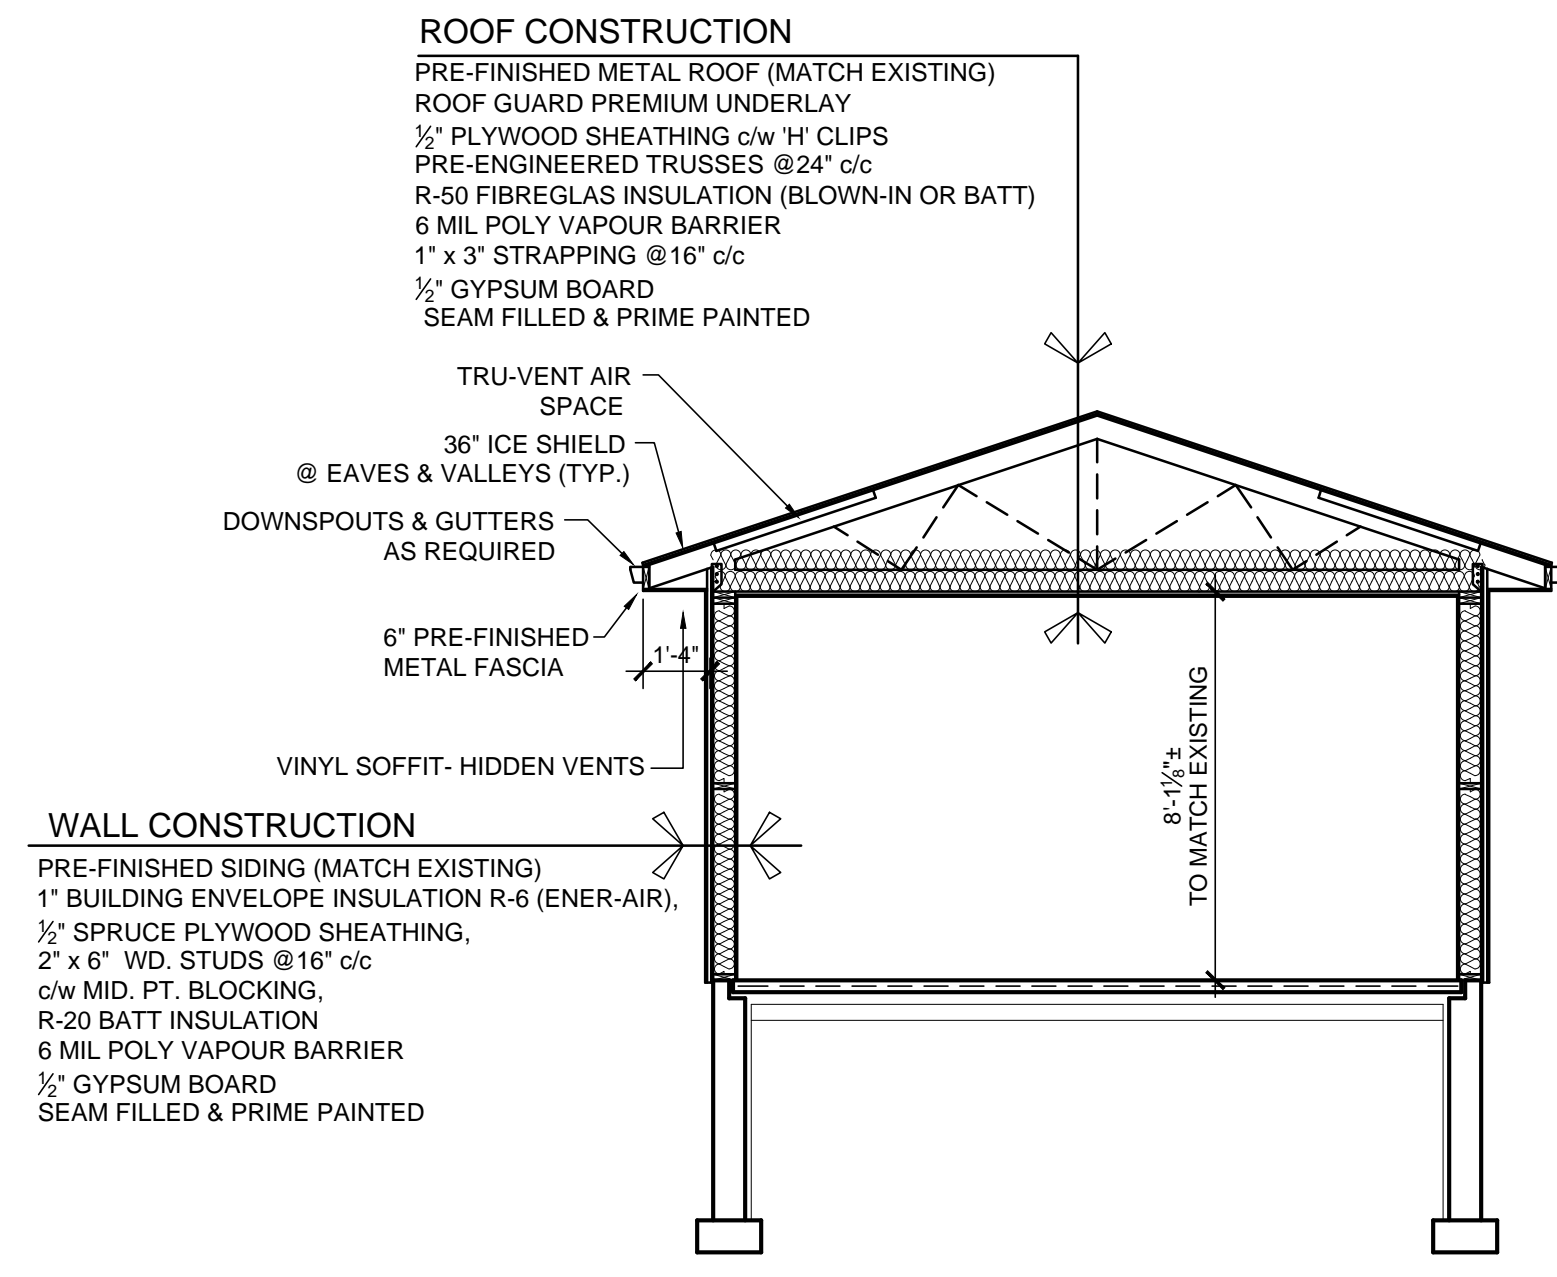 ROOF CONSTRUCTION
PRE-FINISHED METAL ROOF (MATCH EXISTING)
ROOF GUARD PREMIUM UNDERLAY
½" PLYWOOD SHEATHING c/w 'H' CLIPS
PRE-ENGINEERED TRUSSES @24" c/c
R-50 FIBREGLAS INSULATION (BLOWN-IN OR BATT)
6 MIL POLY VAPOUR BARRIER
1" x 3" STRAPPING @16" c/c
½" GYPSUM BOARD
SEAM FILLED & PRIME PAINTED
TRU-VENT AIR
SPACE
36" ICE SHIELD
@ EAVES & VALLEYS (TYP.)
DOWNSPOUTS & GUTTERS
AS REQUIRED
6" PRE-FINISHED
METAL FASCIA
1'-4"
VINYL SOFFIT- HIDDEN VENTS
8'-1⅛"±
TO MATCH EXISTING
WALL CONSTRUCTION
PRE-FINISHED SIDING (MATCH EXISTING)
1" BUILDING ENVELOPE INSULATION R-6 (ENER-AIR),
½" SPRUCE PLYWOOD SHEATHING,
2" x 6" WD. STUDS @16" c/c
c/w MID. PT. BLOCKING,
R-20 BATT INSULATION
6 MIL POLY VAPOUR BARRIER
½" GYPSUM BOARD
SEAM FILLED & PRIME PAINTED